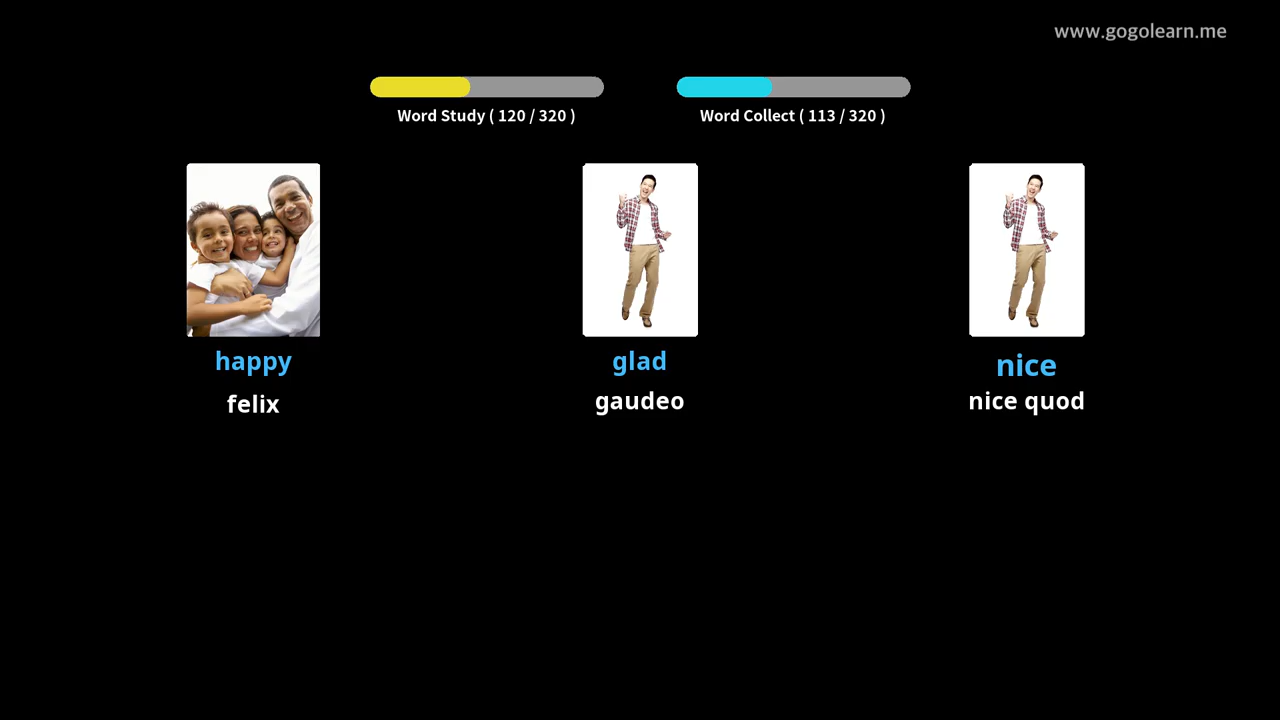 www.gogolearn.me
Word Study ( 120 / 320 )
Word Collect ( 113 / 320 )
happy
glad
nice
felix
gaudeo
nice quod